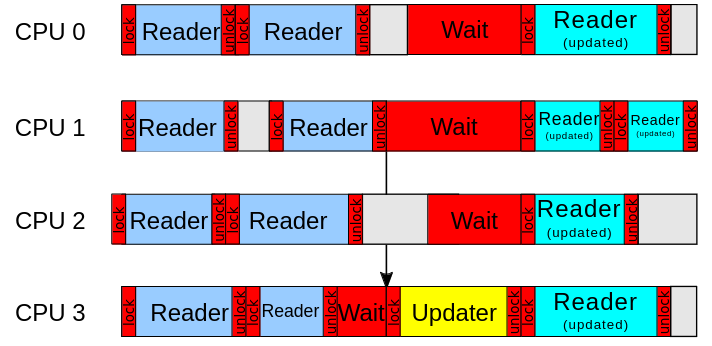 CPU 0 lock Reader unlock lock Reader unlock Wait lock Reader unlock
(updated)
CPU 1 lock Reader unlock lock Reader unlock Wait lock Reader unlock lock Reader unlock
(updated) (updated)
CPU 2 lock Reader unlock lock Reader unlock Wait lock Reader unlock
(updated)
CPU 3 lock Reader unlock lock Reader unlock Wait lock Updater unlock lock Reader unlock
(updated)